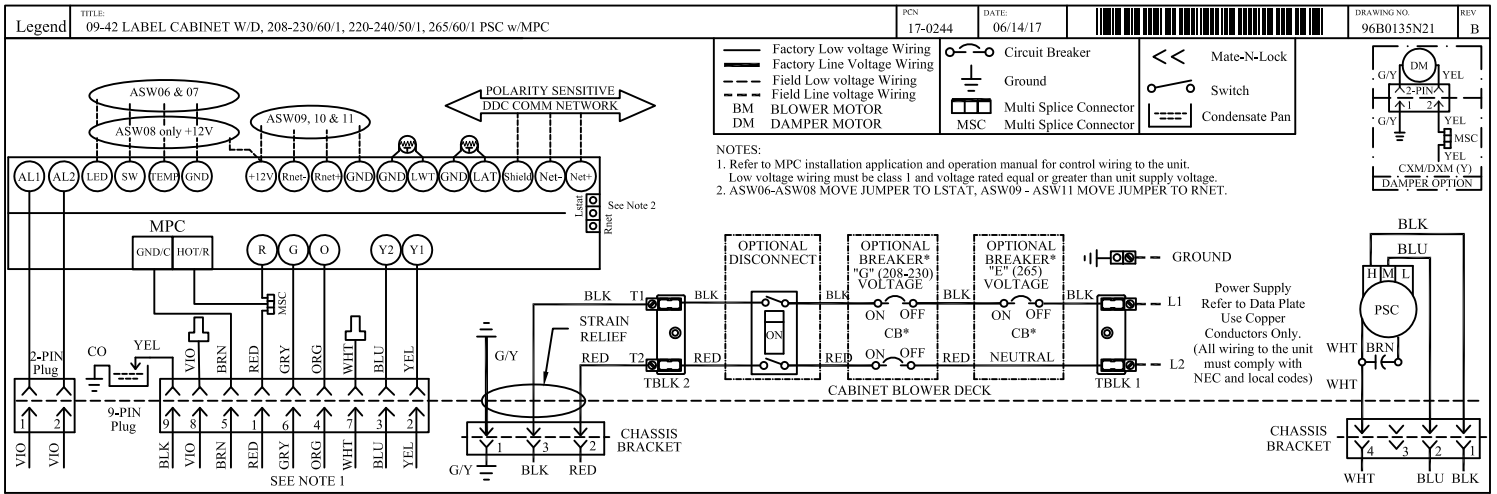 Legend
TITLE:
09-42 LABEL CABINET W/D, 208-230/60/1, 220-240/50/1, 265/60/1 PSC w/MPC
PCN
17-0244
DATE:
06/14/17
DRAWING NO.
96B0135N21
REV
B
Factory Low voltage Wiring
Factory Line Voltage Wiring
Field Low voltage Wiring
Field Line voltage Wiring
BM BLOWER MOTOR
DM DAMPER MOTOR
Circuit Breaker
Ground
Multi Splice Connector
MSC Multi Splice Connector
Mate-N-Lock
Switch
Condensate Pan
NOTES:
1. Refer to MPC installation application and operation manual for control wiring to the unit.
Low voltage wiring must be class 1 and voltage rated equal or greater than unit supply voltage.
2. ASW06-ASW08 MOVE JUMPER TO LSTAT, ASW09 - ASW11 MOVE JUMPER TO RNET.
DM
G/Y YEL
2-PIN
1 2
G/Y YEL
MSC
YEL
CXM/DXM (Y)
DAMPER OPTION
ASW06 & 07
ASW08 only +12V
ASW09, 10 & 11
POLARITY SENSITIVE
DDC COMM NETWORK
AL1 AL2 LED SW TEMP GND +12V Rnet- Rnet+ GND GND LWT GND LAT Shield Net- Net+
Lstat
Rnet
See Note 2
MPC
GND/C HOT/R R G O Y2 Y1
MSC
2-PIN
Plug
CO YEL VIO BRN RED GRY ORG WHT BLU YEL
9-PIN
Plug
1 2 9 8 5 1 6 4 7 3 2
VIO VIO BLK VIO BRN RED GRY ORG WHT BLU YEL
SEE NOTE 1
G/Y
STRAIN
RELIEF
BLK T1
RED T2
TBLK 2
BLK
RED
OPTIONAL
DISCONNECT
ON
BLK
RED
OPTIONAL
BREAKER*
"G" (208-230)
VOLTAGE
ON OFF
CB*
ON OFF
BLK
RED
OPTIONAL
BREAKER*
"E" (265)
VOLTAGE
ON OFF
CB*
NEUTRAL
BLK
GROUND
L1
L2
TBLK 1
CABINET BLOWER DECK
1 3 2
CHASSIS
BRACKET
G/Y BLK RED
Power Supply
Refer to Data Plate
Use Copper
Conductors Only.
(All wiring to the unit
must comply with
NEC and local codes)
BLK
BLU
H M L
PSC
WHT BRN
WHT
CHASSIS
BRACKET
4 3 2 1
WHT BLU BLK